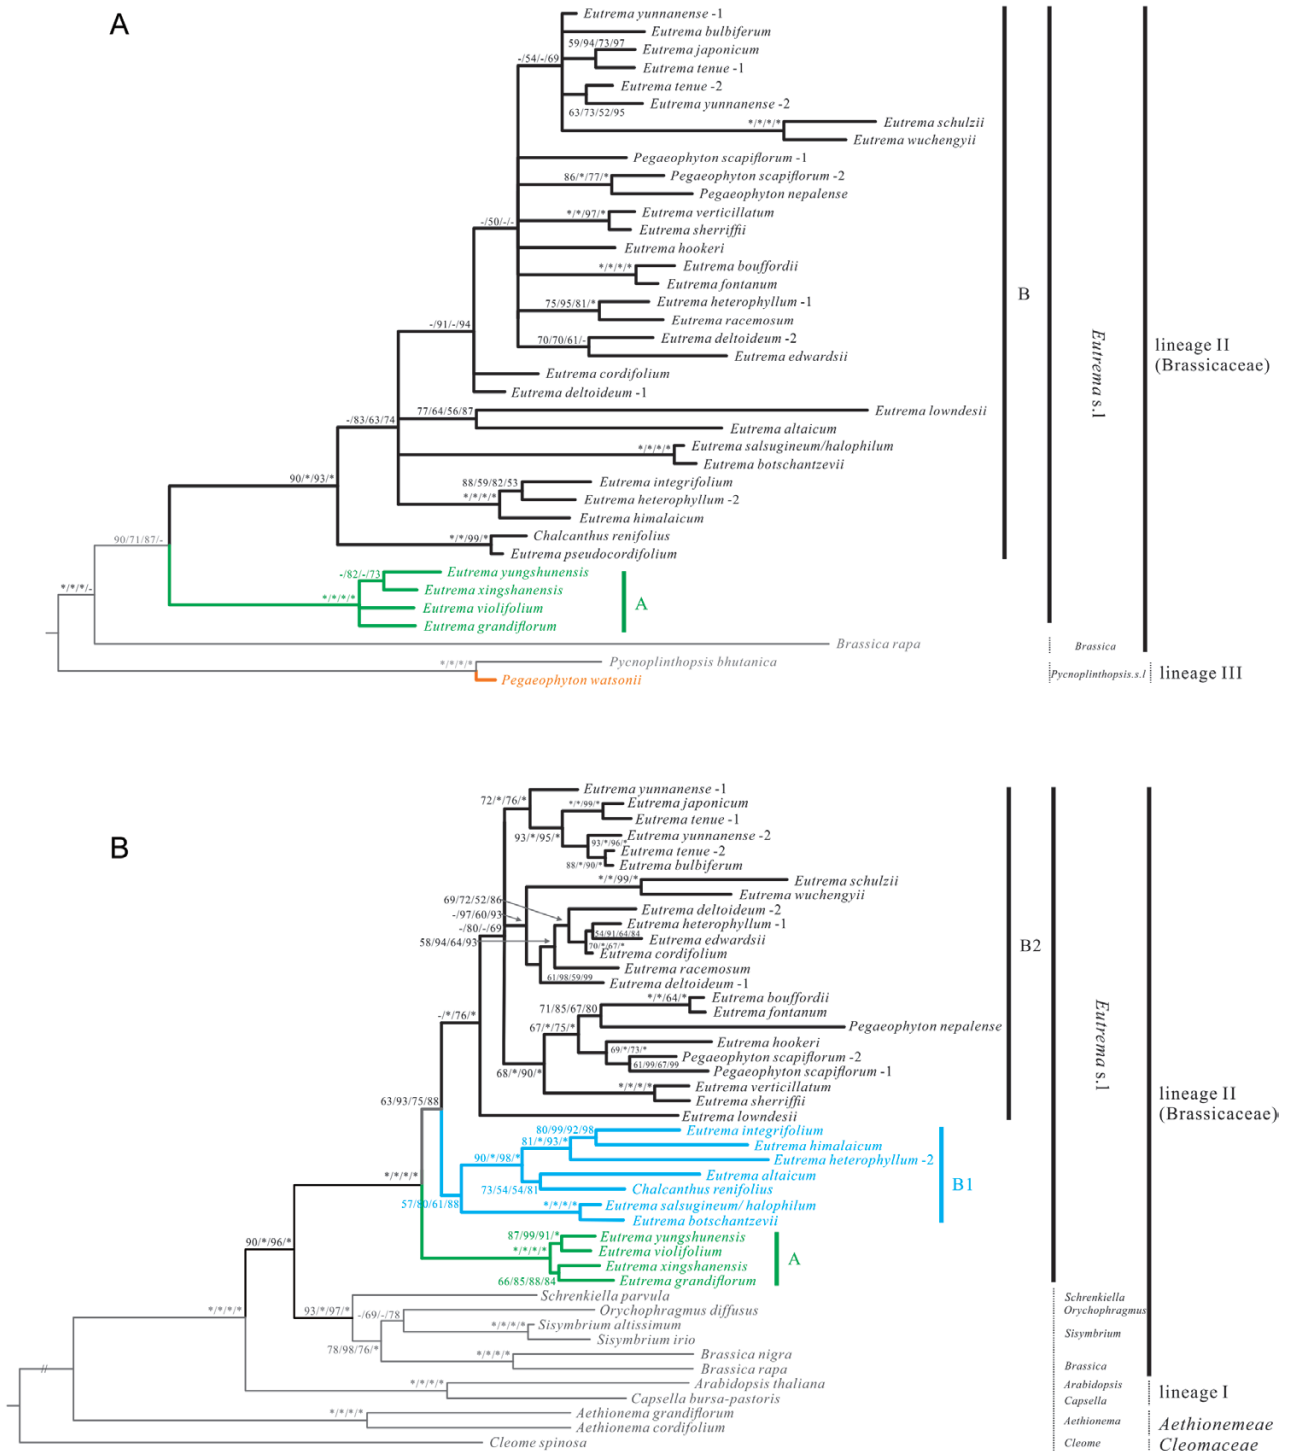 A
Eutrema yunnanense -1
Eutrema bulbiferum
59/94/73/97
Eutrema japonicum
-/54/-/69
Eutrema tenue -1
Eutrema tenue -2
Eutrema yunnanense -2
63/73/52/95
*/*/*/*
Eutrema schulzii
Eutrema wuchengyii
Pegaeophyton scapiflorum -1
86/*/77/*
Pegaeophyton scapiflorum -2
Pegaeophyton nepalense
*/*/97/*
Eutrema verticillatum
-/50/-/-
Eutrema sherriffii
Eutrema hookeri
*/*/*/*
Eutrema bouffordii
Eutrema fontanum
B
75/95/81/*
Eutrema heterophyllum -1
Eutrema racemosum
-/91/-/94
70/70/61/-
Eutrema deltoideum -2
Eutrema edwardsii
Eutrema s.l
lineage II
(Brassicaceae)
Eutrema cordifolium
Eutrema deltoideum -1
77/64/56/87
Eutrema lowndesii
-/83/63/74
Eutrema altaicum
*/*/*/*
Eutrema salsugineum/halophilum
Eutrema botschantzevii
90/*/93/*
88/59/82/53
Eutrema integrifolium
*/*/*/*
Eutrema heterophyllum -2
Eutrema himalaicum
*/*/99/*
Chalcanthus renifolius
90/71/87/-
Eutrema pseudocordifolium
-/82/-/73
Eutrema yungshunensis
*/*/*/-
Eutrema xingshanensis
*/*/*/*
Eutrema violifolium
A
Eutrema grandiflorum
Brassica rapa
Brassica
*/*/*/*
Pycnoplinthopsis bhutanica
Pycnoplinthopsis.s.l
lineage III
Pegaeophyton watsonii
B
Eutrema yunnanense -1
72/*/76/*
*/*/99/*
Eutrema japonicum
Eutrema tenue -1
93/*/95/*
Eutrema yunnanense -2
93/*/96/*
Eutrema tenue -2
88/*/90/*
Eutrema bulbiferum
*/*/99/*
Eutrema schulzii
Eutrema wuchengyii
69/72/52/86
Eutrema deltoideum -2
-/97/60/93
Eutrema heterophyllum -1
-/80/-/69
54/91/64/84
Eutrema edwardsii
58/94/64/93
70/*/67/*
Eutrema cordifolium
B2
Eutrema racemosum
61/98/59/99
Eutrema deltoideum -1
*/*/64/*
Eutrema bouffordii
71/85/67/80
Eutrema fontanum
-/*/76/*
67/*/75/*
Pegaeophyton nepalense
Eutrema hookeri
69/*/73/*
Pegaeophyton scapiflorum -2
61/99/67/99
Pegaeophyton scapiflorum -1
68/*/90/*
*/*/*/*
Eutrema verticillatum
Eutrema sherriffii
Eutrema s.l
lineage II
(Brassicaceae)
63/93/75/88
Eutrema lowndesii
80/99/92/98
Eutrema integrifolium
81/*/93/*
Eutrema himalaicum
90/*/98/*
Eutrema heterophyllum -2
*/*/*/*
Eutrema altaicum
73/54/54/81
Chalcanthus renifolius
B1
57/80/61/88
*/*/*/*
Eutrema salsugineum/ halophilum
Eutrema botschantzevii
87/99/91/*
Eutrema yungshunensis
90/*/96/*
*/*/*/*
Eutrema violifolium
A
Eutrema xingshanensis
66/85/88/84
Eutrema grandiflorum
Schrenkiella parvula
Schrenkiella
*/*/*/*
93/*/97/*
-/69/-/78
Orychophragmus diffusus
Orychophragmus
*/*/*/*
Sisymbrium altissimum
Sisymbrium
Sisymbrium irio
78/98/76/*
*/*/*/*
Brassica nigra
Brassica rapa
Brassica
//
*/*/*/*
Arabidopsis thaliana
Arabidopsis
lineage I
Capsella bursa-pastoris
Capsella
*/*/*/*
Aethionema grandiflorum
Aethionema
Aethionemeae
Aethionema cordifolium
Cleome spinosa
Cleome
Cleomaceae